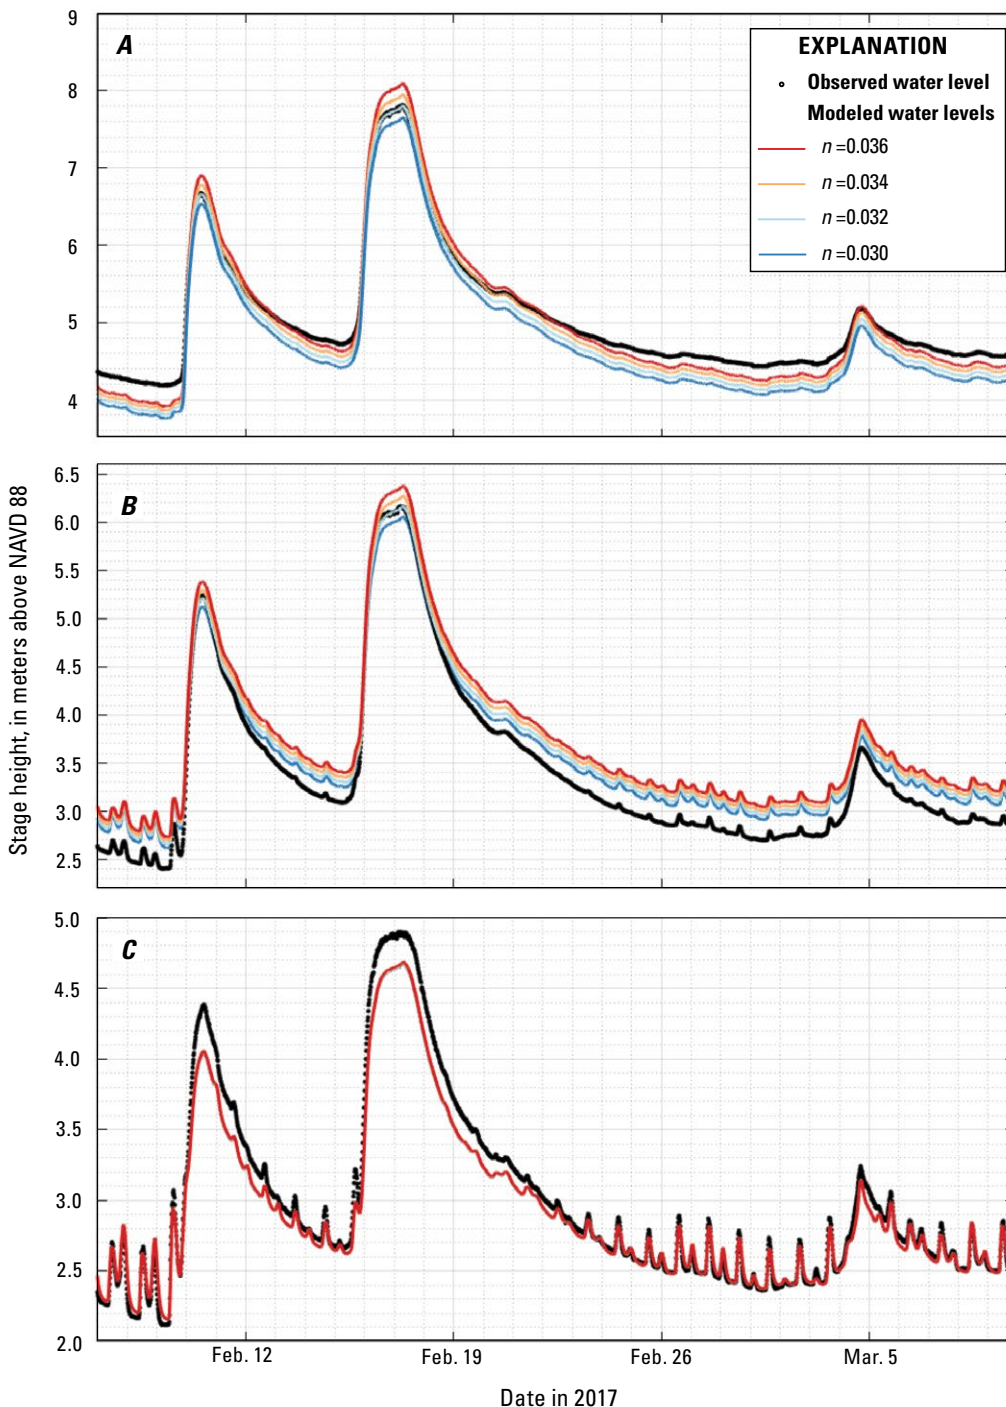 A
9
8
7
6
5
4
EXPLANATION
Observed water level
Modeled water levels
n =0.036
n =0.034
n =0.032
n =0.030
B
6.5
6.0
5.5
5.0
4.5
4.0
3.5
3.0
2.5
Stage height, in meters above NAVD 88
C
5.0
4.5
4.0
3.5
3.0
2.5
2.0
Feb. 12 Feb. 19 Feb. 26 Mar. 5
Date in 2017